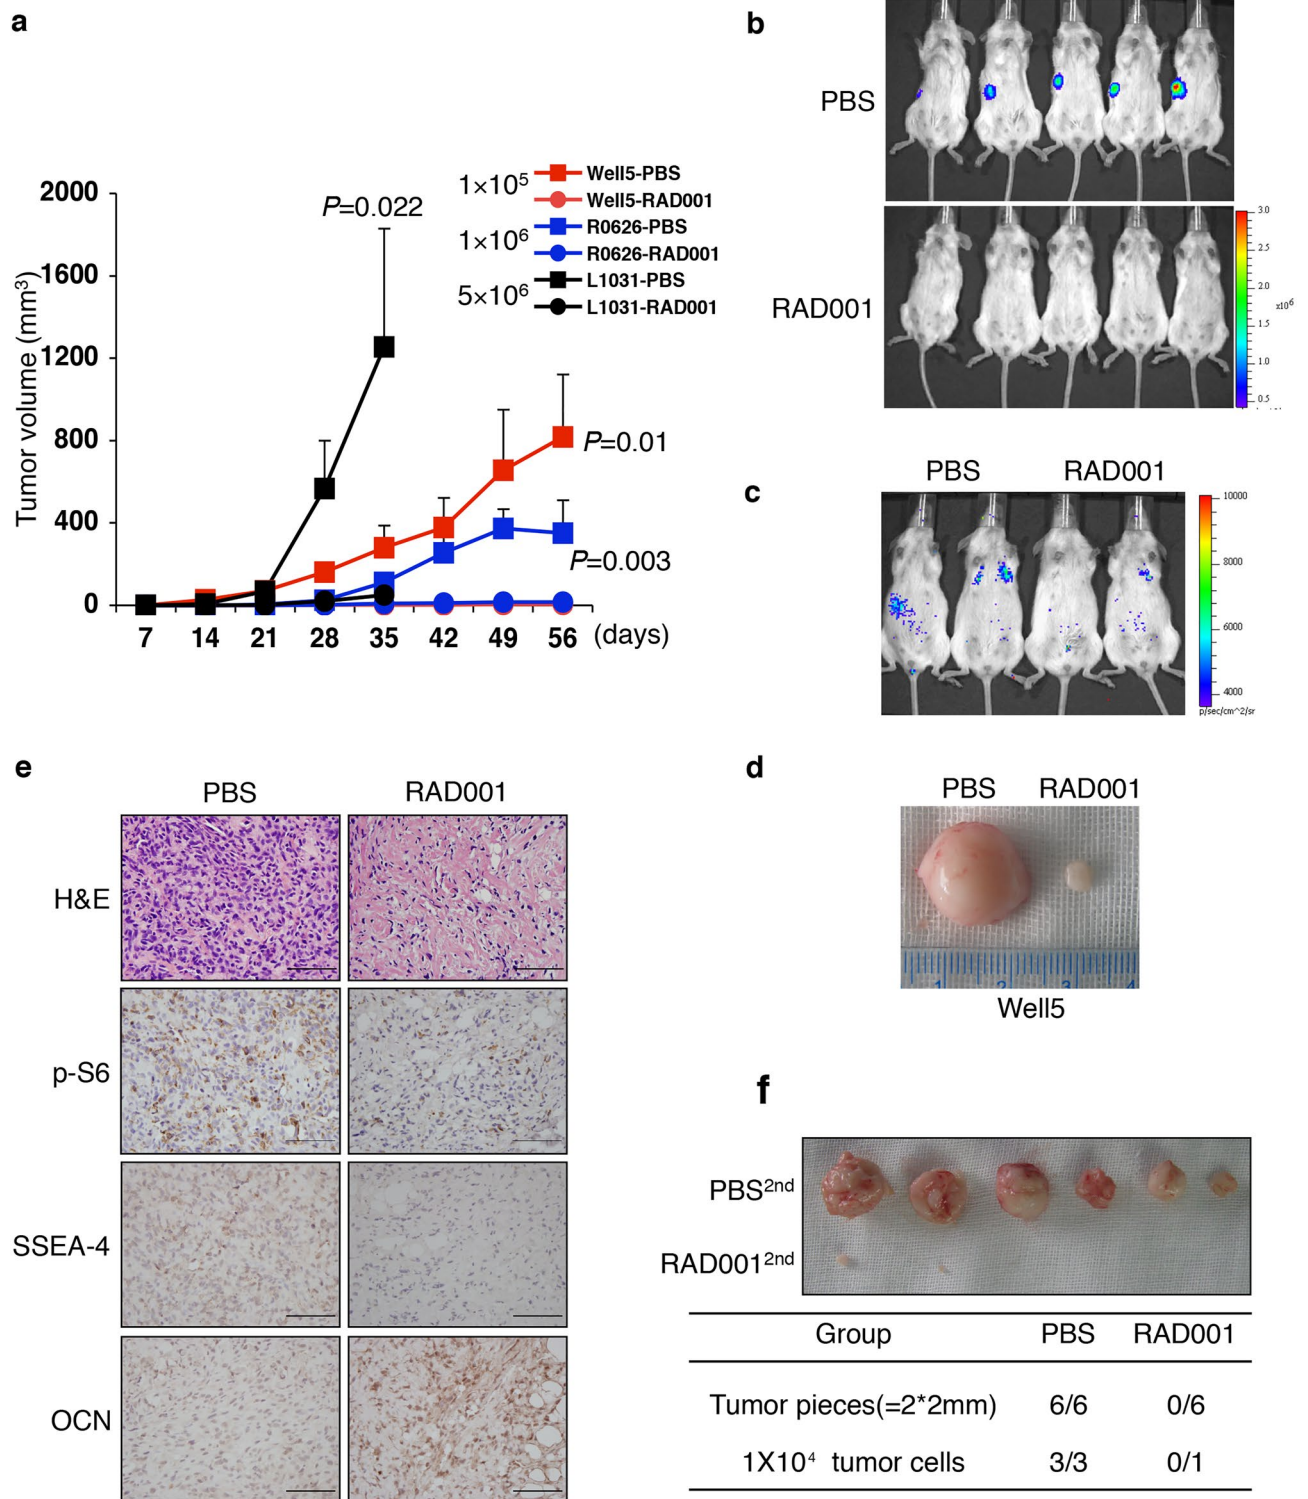 a
2000
1600
1200
800
400
0
Tumor volume (mm³)
7 14 21 28 35 42 49 56 (days)
P=0.022
P=0.01
P=0.003
1×10⁵
Well5-PBS
Well5-RAD001
1×10⁶
R0626-PBS
R0626-RAD001
5×10⁶
L1031-PBS
L1031-RAD001
b
PBS
RAD001
3.0
2.5
2.0
x10⁶
1.5
1.0
0.5
c
PBS RAD001
10000
8000
6000
4000
p/sec/cm^2/sr
e
PBS RAD001
H&E
p-S6
SSEA-4
OCN
d
PBS RAD001
1 2 3 4
Well5
f
PBS²ⁿᵈ
RAD001²ⁿᵈ
Group PBS RAD001
Tumor pieces(=2*2mm) 6/6 0/6
1X10⁴ tumor cells 3/3 0/1